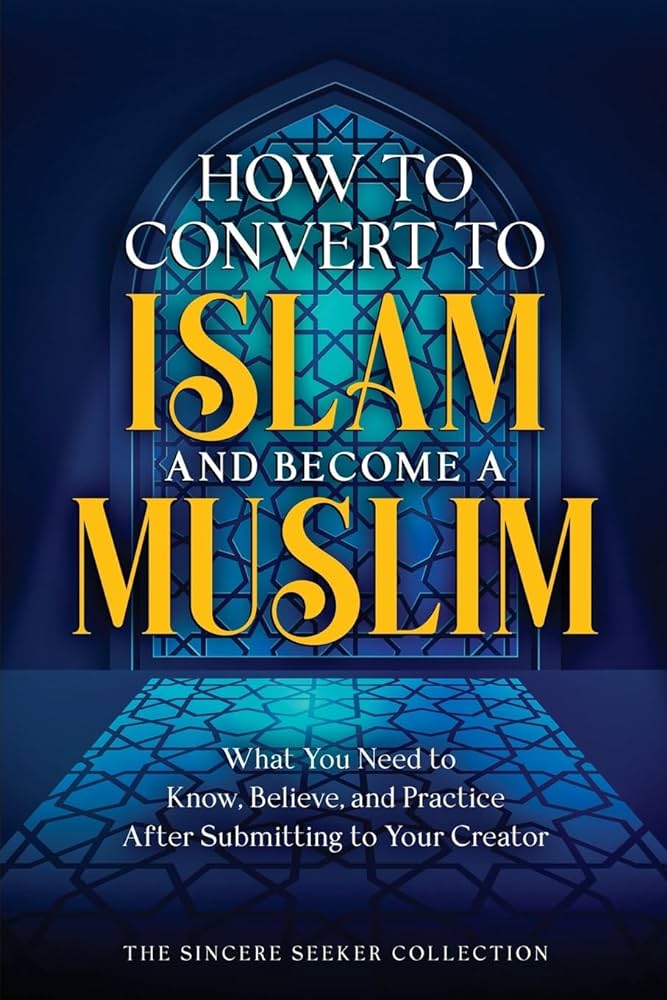 HOW TO
CONVERT TO
ISLAM
AND BECOME A
MUSLIM
What You Need to
Know, Believe, and Practice
After Submitting to Your Creator
THE SINCERE SEEKER COLLECTION